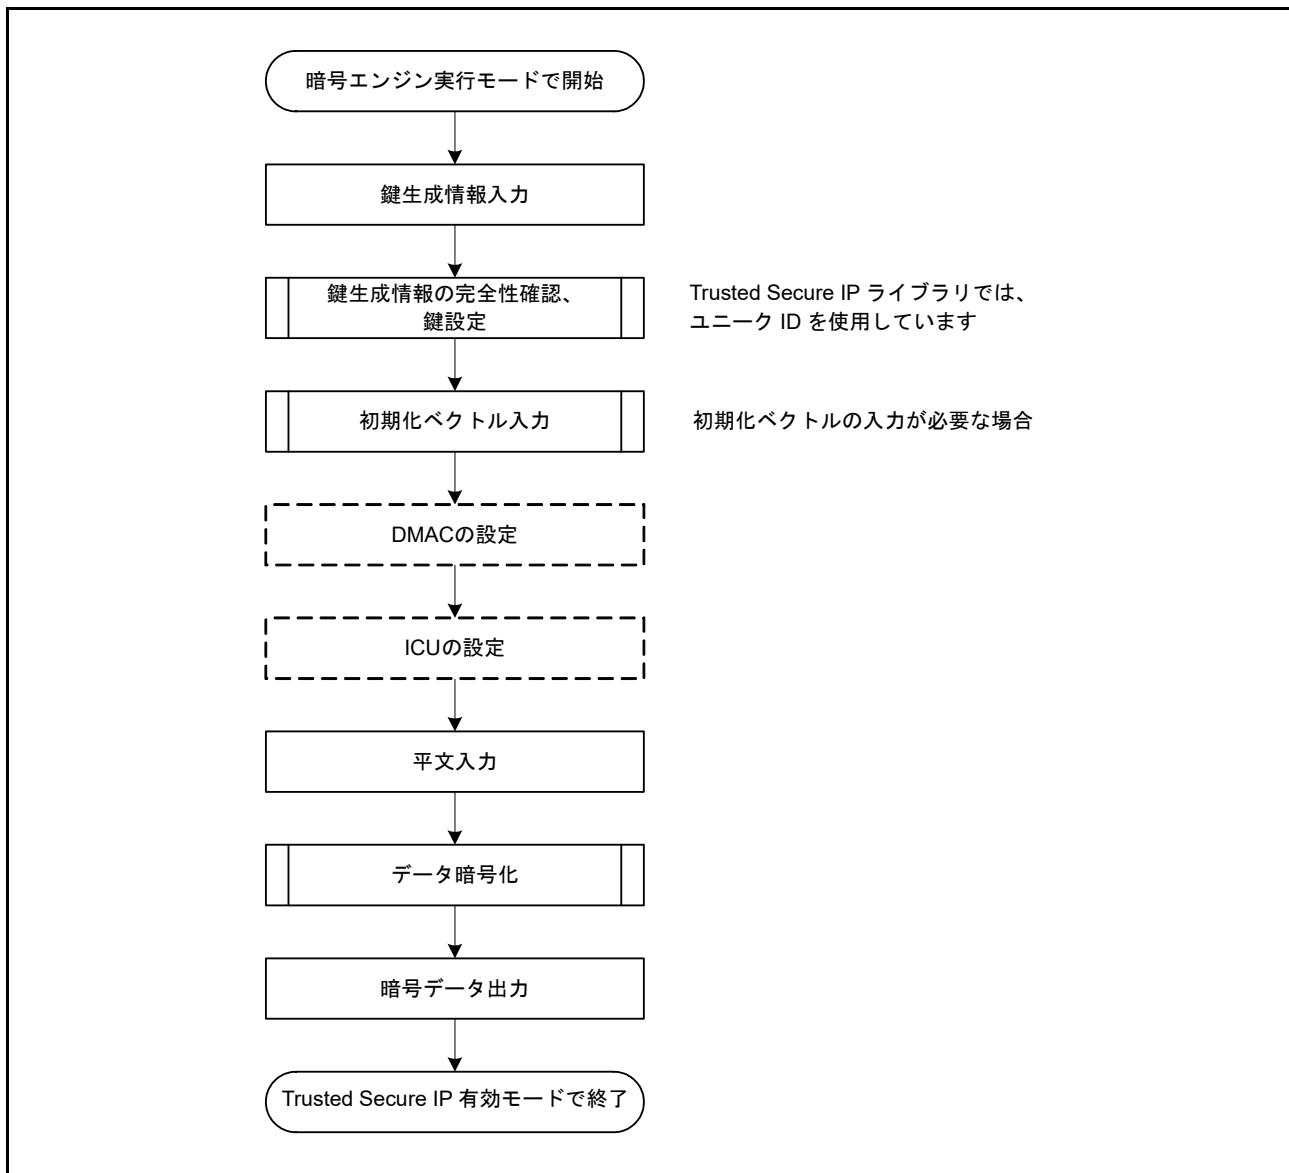 暗号エンジン実行モードで開始
鍵生成情報入力
鍵生成情報の完全性確認、
鍵設定
Trusted Secure IP ライブラリでは、
ユニーク ID を使用しています
初期化ベクトル入力
初期化ベクトルの入力が必要な場合
DMACの設定
ICUの設定
平文入力
データ暗号化
暗号データ出力
Trusted Secure IP 有効モードで終了